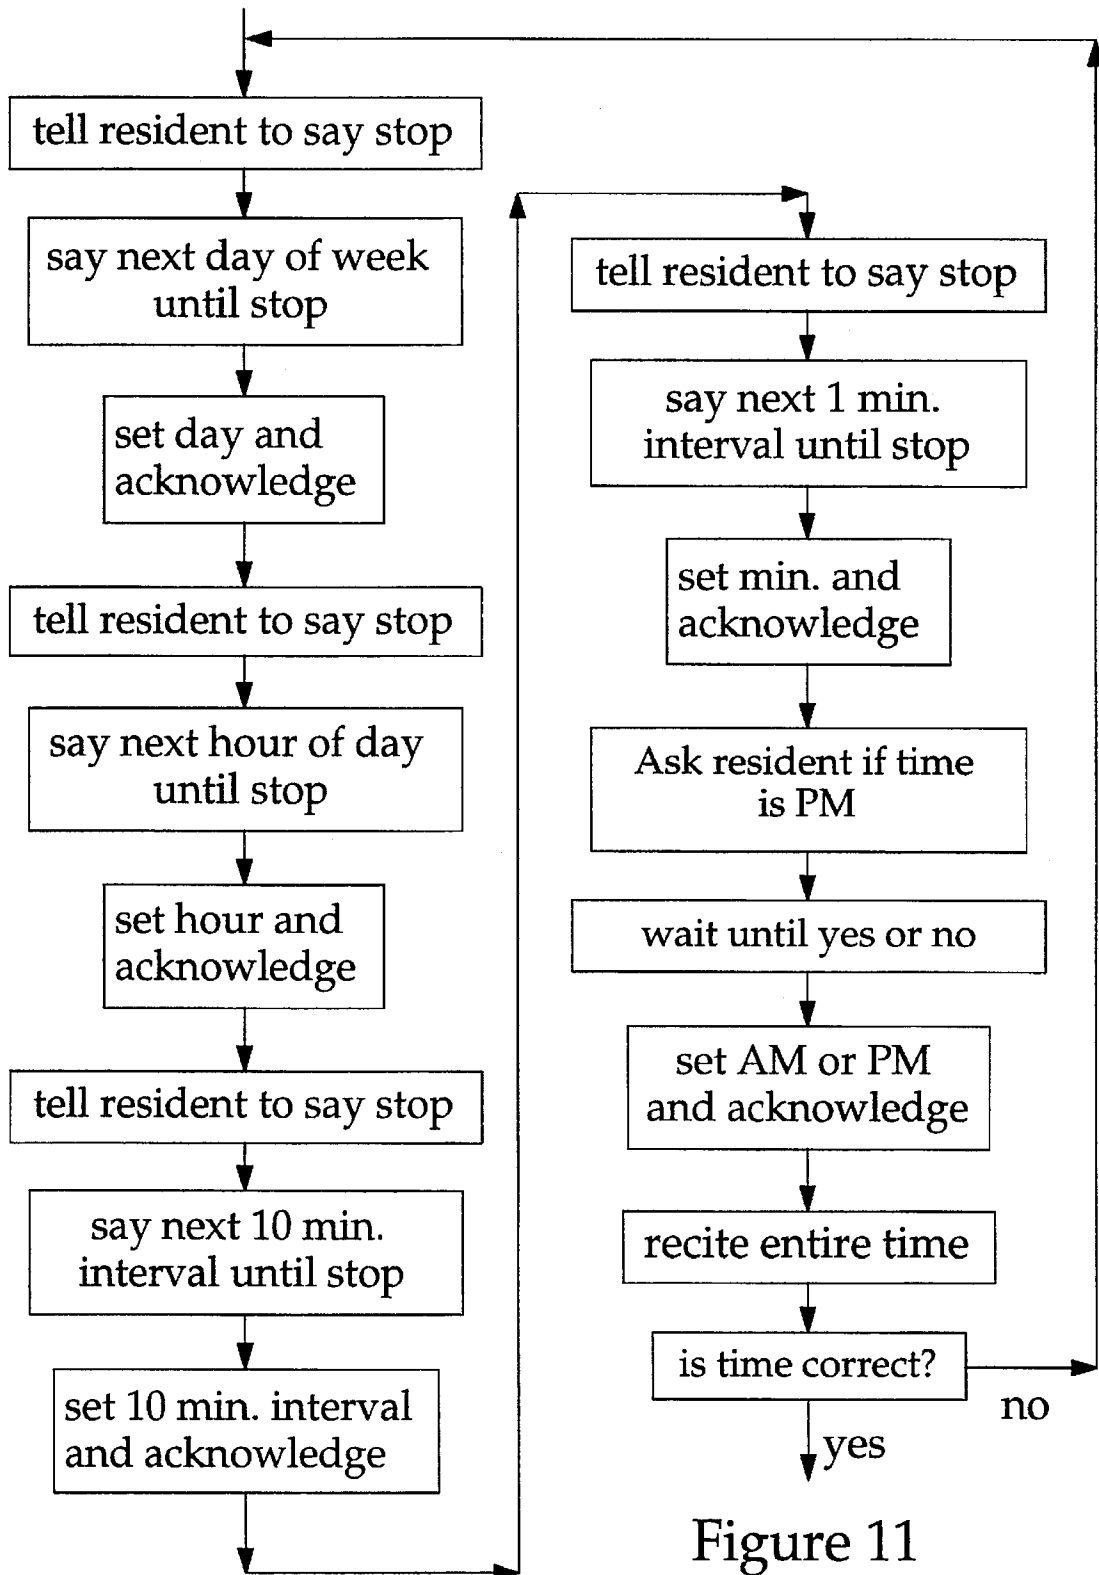 tell resident to say stop
say next day of week
until stop
set day and
acknowledge
tell resident to say stop
say next hour of day
until stop
set hour and
acknowledge
tell resident to say stop
say next 10 min.
interval until stop
set 10 min. interval
and acknowledge
tell resident to say stop
say next 1 min.
interval until stop
set min. and
acknowledge
Ask resident if time
is PM
wait until yes or no
set AM or PM
and acknowledge
recite entire time
is time correct?
no
yes
Figure 11